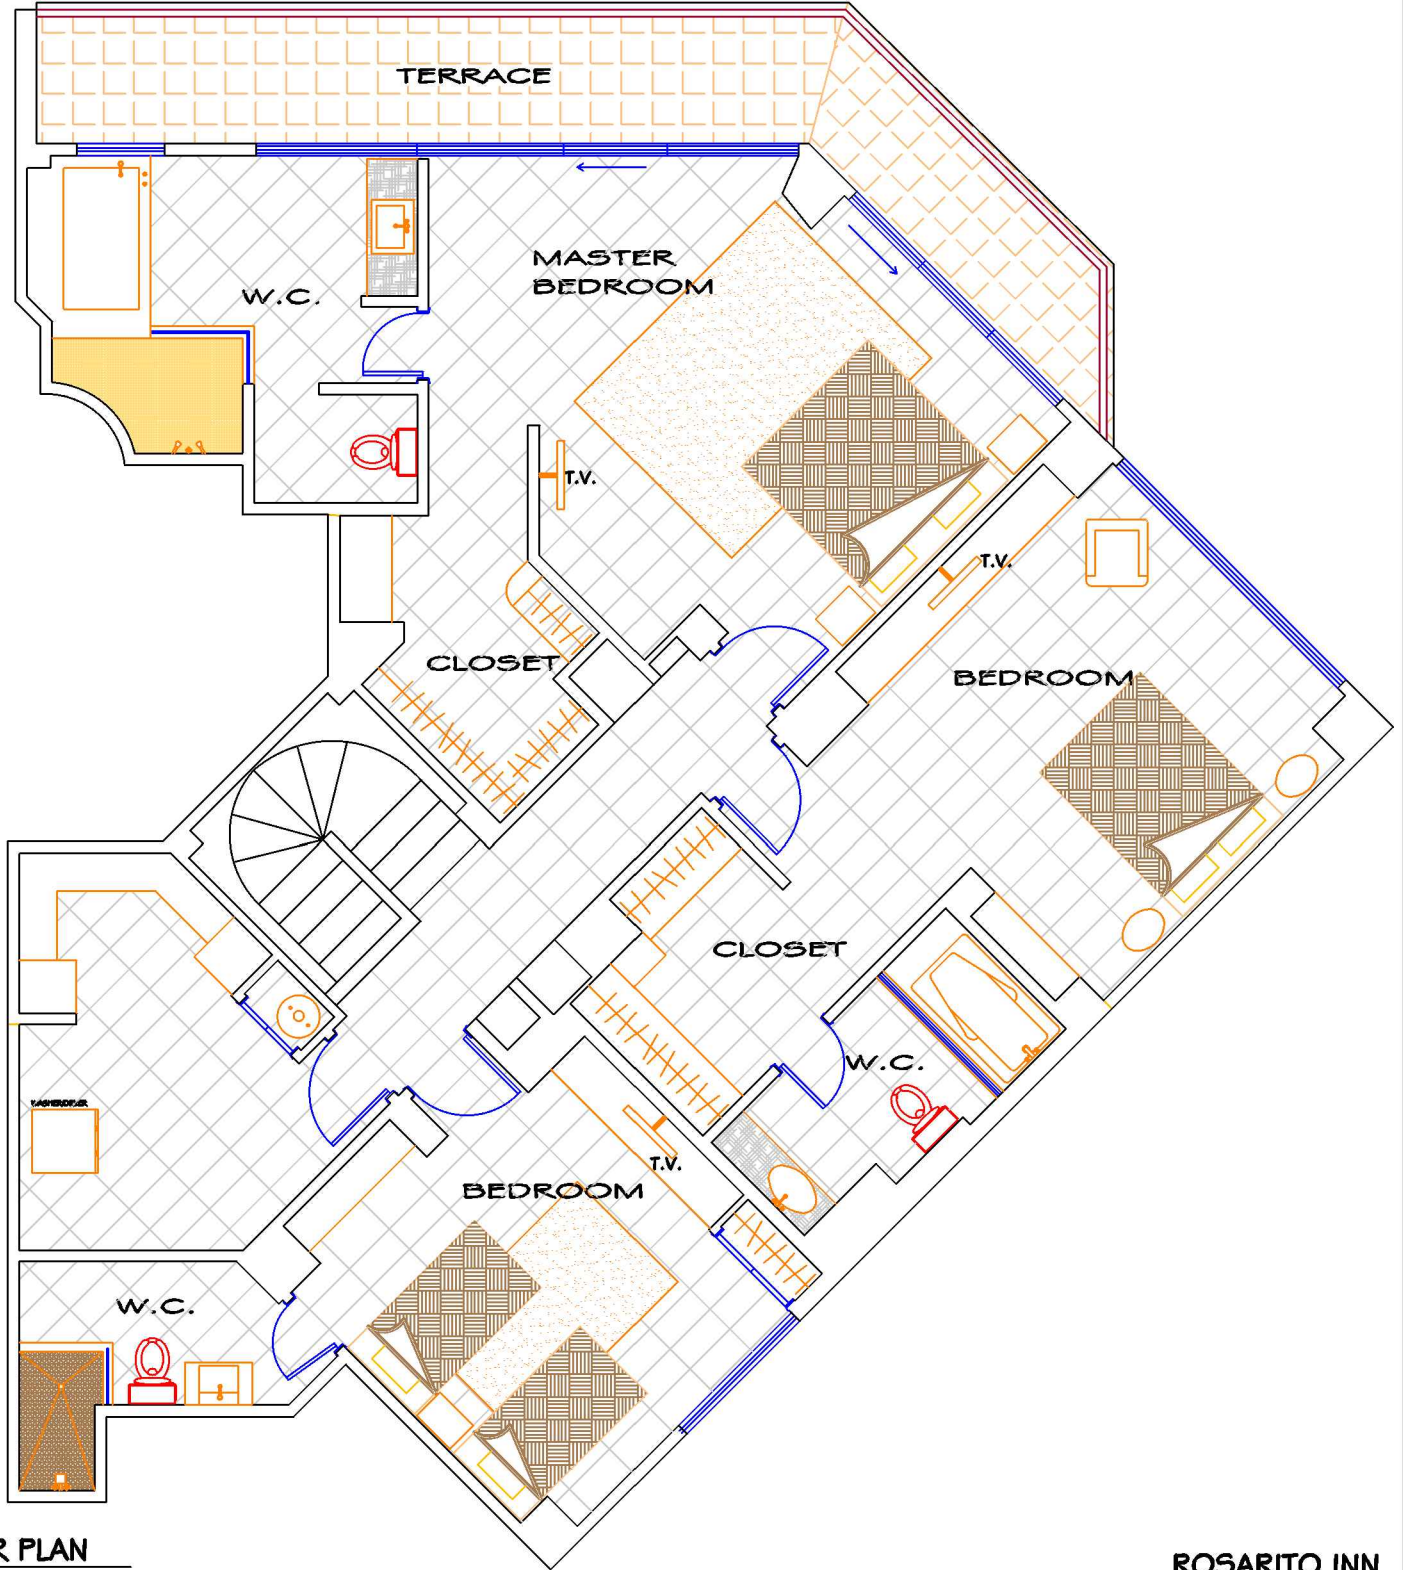 TERRACE
MASTER
BEDROOM
W.C.
T.V.
T.V.
CLOSET
BEDROOM
CLOSET
W.C.
T.V.
BEDROOM
W.C.
PLAN
ROSARITO INN